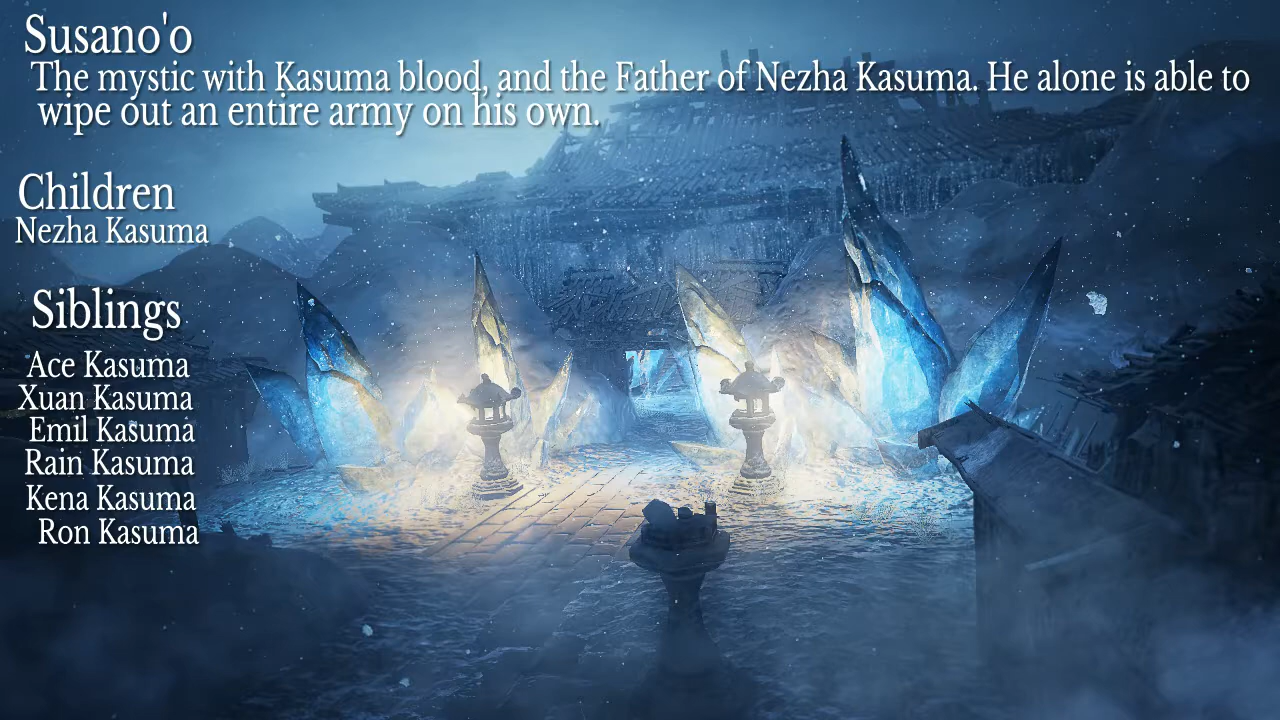 Susano'o
The mystic with Kasuma blood, and the Father of Nezha Kasuma. He alone is able to
wipe out an entire army on his own.
Children
Nezha Kasuma
Siblings
Ace Kasuma
Xuan Kasuma
Emil Kasuma
Rain Kasuma
Kena Kasuma
Ron Kasuma